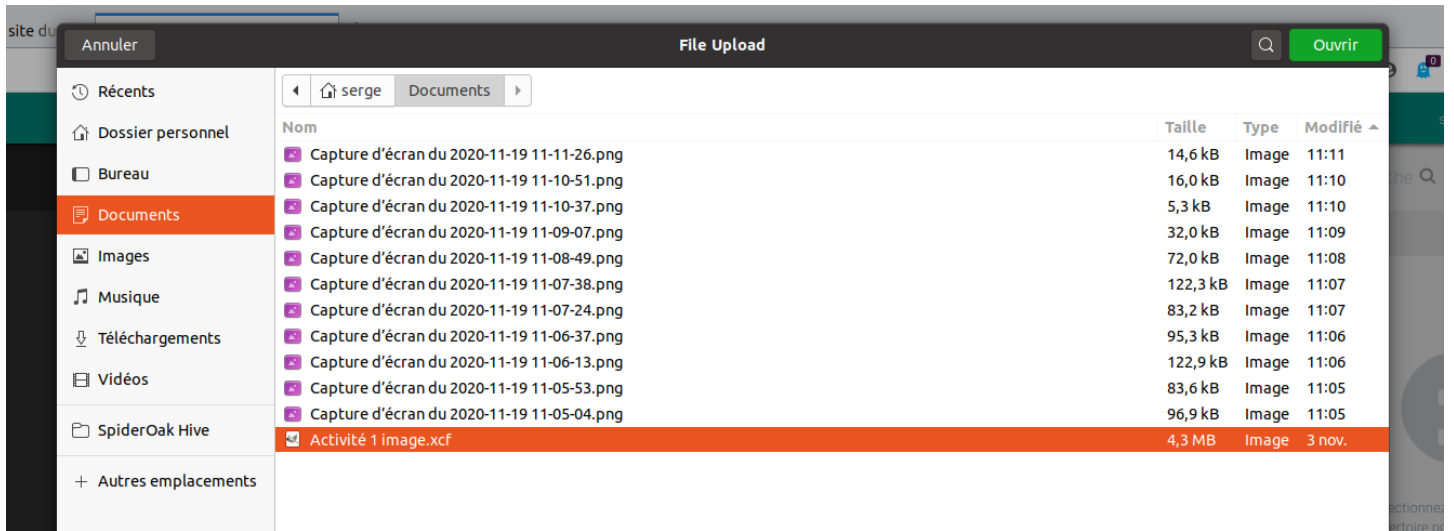 site du
Annuler
File Upload
Ouvrir
0
Récents
Dossier personnel
Bureau
Documents
Images
Musique
Téléchargements
Vidéos
SpiderOak Hive
+ Autres emplacements
serge Documents
Nom Taille Type Modifié
Capture d’écran du 2020-11-19 11-11-26.png 14,6 kB Image 11:11
Capture d’écran du 2020-11-19 11-10-51.png 16,0 kB Image 11:10
Capture d’écran du 2020-11-19 11-10-37.png 5,3 kB Image 11:10
Capture d’écran du 2020-11-19 11-09-07.png 32,0 kB Image 11:09
Capture d’écran du 2020-11-19 11-08-49.png 72,0 kB Image 11:08
Capture d’écran du 2020-11-19 11-07-38.png 122,3 kB Image 11:07
Capture d’écran du 2020-11-19 11-07-24.png 83,2 kB Image 11:07
Capture d’écran du 2020-11-19 11-06-37.png 95,3 kB Image 11:06
Capture d’écran du 2020-11-19 11-06-13.png 122,9 kB Image 11:06
Capture d’écran du 2020-11-19 11-05-53.png 83,6 kB Image 11:05
Capture d’écran du 2020-11-19 11-05-04.png 96,9 kB Image 11:05
Activité 1 image.xcf 4,3 MB Image 3 nov.
che